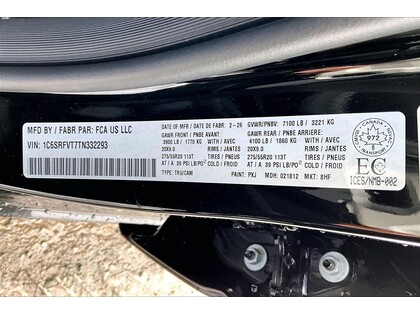 MFD BY / FABR PAR: FCA US LLC
VIN: 1C6SRFVT7TN332293
DATE OF MFR / DATE DE FABR: 2-26 GVWR/PNBV: 7100 LB / 3221 KG
GAWR FRONT / PNBE AVANT: GAWR REAR / PNBE ARRIERE:
3900 LB / 1770 KG WITH / AVEC 4100 LB / 1860 KG WITH / AVEC
20X9.0 RIMS / JANTES 20X9.0 RIMS / JANTES
275/55R20 113T TIRES / PNEUS 275/55R20 113T TIRES / PNEUS
AT / A 39 PSI LB/PO² COLD / FROID AT / A 39 PSI LB/PO² COLD / FROID
TYPE: TRU/CAM PAINT: PXJ MDH: 021812 MKT: 8HF
CANADA
972
EC
ICES/NMB-002